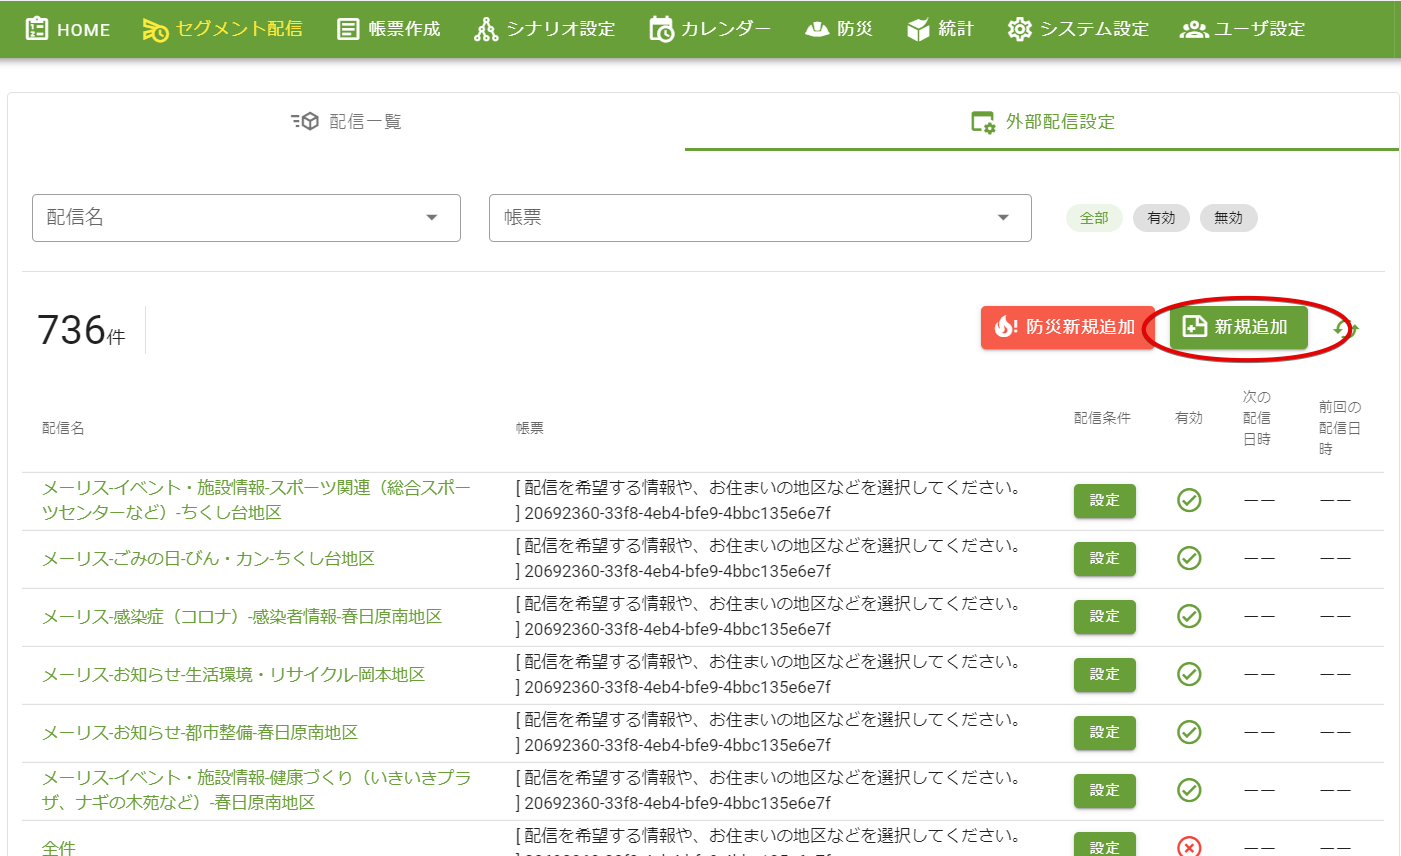 HOME セグメント配信 帳票作成 シナリオ設定 カレンダー 防災 統計 システム設定 ユーザ設定
配信一覧 外部配信設定
配信名 帳票 全部 有効 無効
736件 防災新規追加 新規追加
配信名 帳票 配信条件 有効 次の配信日時 前回の配信日時
メーリス-イベント・施設情報-スポーツ関連（総合スポー
ツセンターなど）-ちくし台地区
[ 配信を希望する情報や、お住まいの地区などを選択してください。
] 20692360-33f8-4eb4-bfe9-4bbc135e6e7f
設定 —— ——
メーリス-ごみの日-びん・カン-ちくし台地区
[ 配信を希望する情報や、お住まいの地区などを選択してください。
] 20692360-33f8-4eb4-bfe9-4bbc135e6e7f
設定 —— ——
メーリス-感染症（コロナ）-感染者情報-春日原南地区
[ 配信を希望する情報や、お住まいの地区などを選択してください。
] 20692360-33f8-4eb4-bfe9-4bbc135e6e7f
設定 —— ——
メーリス-お知らせ-生活環境・リサイクル-岡本地区
[ 配信を希望する情報や、お住まいの地区などを選択してください。
] 20692360-33f8-4eb4-bfe9-4bbc135e6e7f
設定 —— ——
メーリス-お知らせ-都市整備-春日原南地区
[ 配信を希望する情報や、お住まいの地区などを選択してください。
] 20692360-33f8-4eb4-bfe9-4bbc135e6e7f
設定 —— ——
メーリス-イベント・施設情報-健康づくり（いきいきプラ
ザ、ナギの木苑など）-春日原南地区
[ 配信を希望する情報や、お住まいの地区などを選択してください。
] 20692360-33f8-4eb4-bfe9-4bbc135e6e7f
設定 —— ——
全件
[ 配信を希望する情報や、お住まいの地区などを選択してください。
設定 —— ——